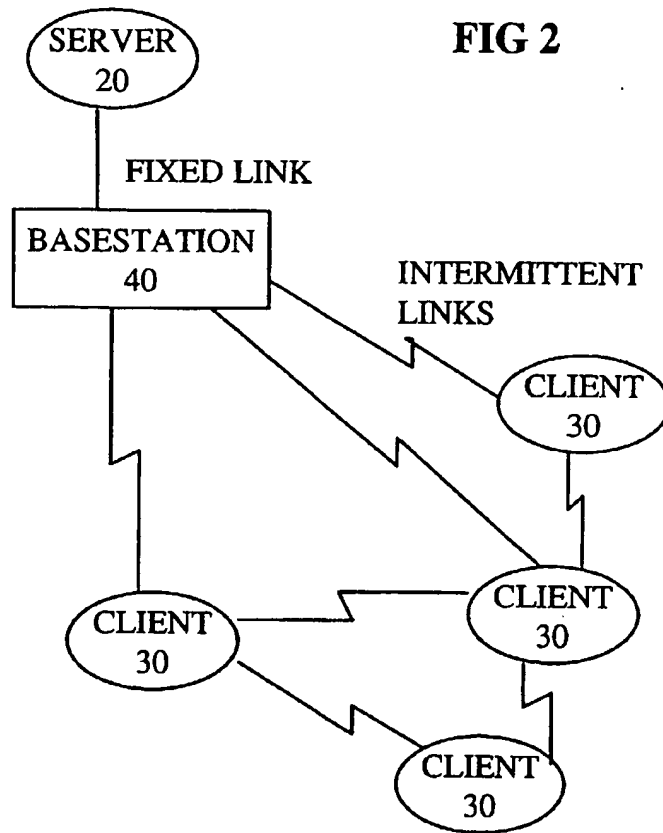 FIG 2
SERVER
20
FIXED LINK
BASESTATION
40
INTERMITTENT
LINKS
CLIENT
30
CLIENT
30
CLIENT
30
CLIENT
30